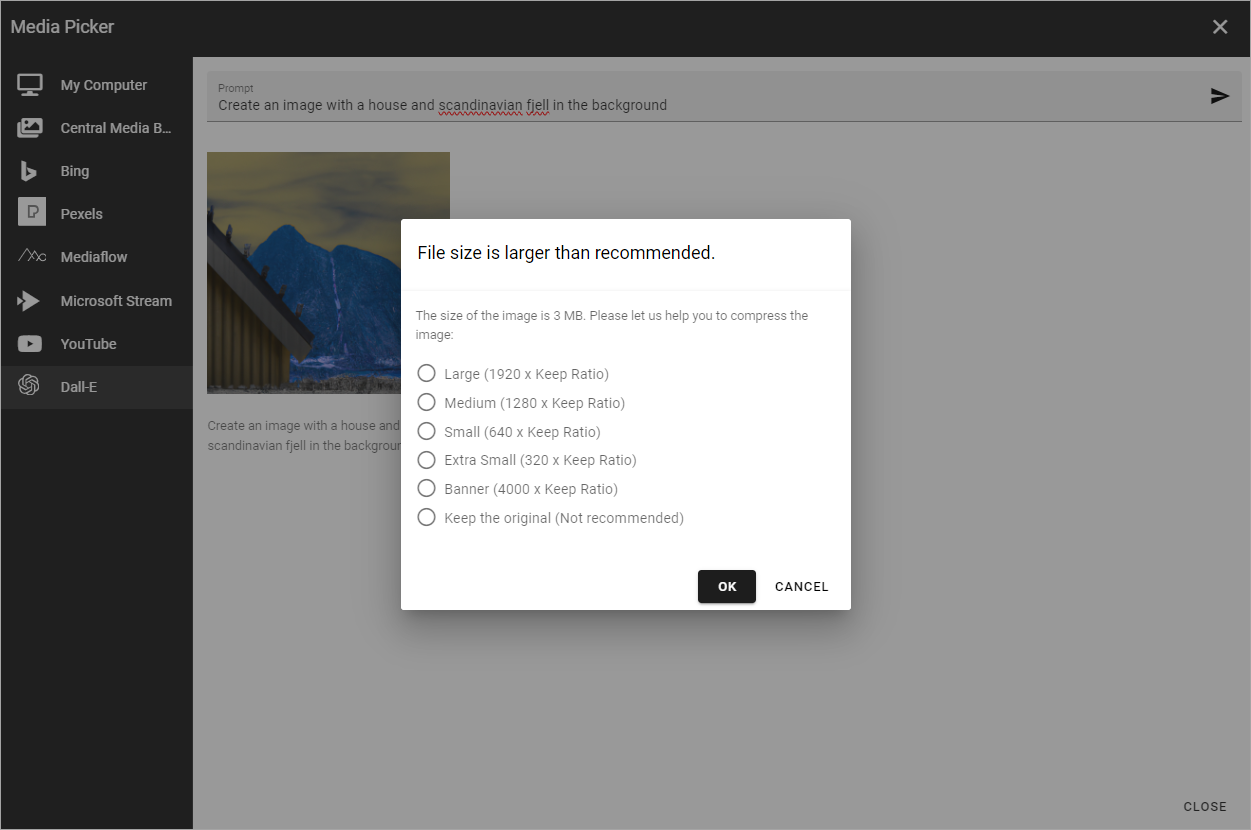 Media Picker
My Computer
Central Media B...
Bing
Pexels
Mediaflow
Microsoft Stream
YouTube
Dall-E
Prompt
Create an image with a house and scandinavian fjell in the background
Create an image with a house and
scandinavian fjell in the backgroun
File size is larger than recommended.
The size of the image is 3 MB. Please let us help you to compress the
image:
Large (1920 x Keep Ratio)
Medium (1280 x Keep Ratio)
Small (640 x Keep Ratio)
Extra Small (320 x Keep Ratio)
Banner (4000 x Keep Ratio)
Keep the original (Not recommended)
OK CANCEL
CLOSE